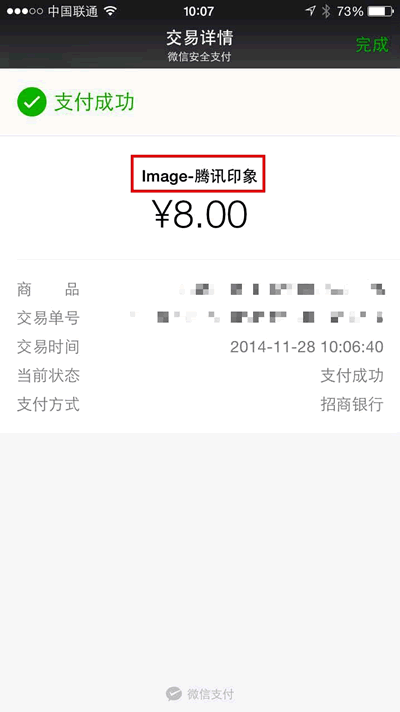 中国联通 10:07 73%
交易详情
微信安全支付
完成
支付成功
Image-腾讯印象
¥8.00
商 品
交易单号
交易时间 2014-11-28 10:06:40
当前状态 支付成功
支付方式 招商银行
微信支付